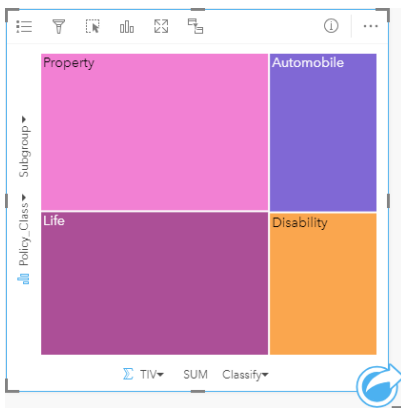 Property
Automobile
Life
Disability
Subgroup
Policy_Class
Σ TIV SUM Classify